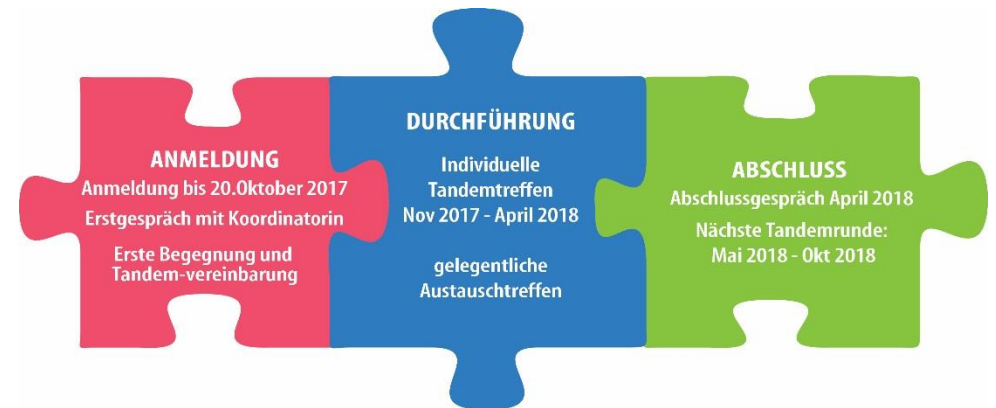 ANMELDUNG
Anmeldung bis 20.Oktober 2017
Erstgespräch mit Koordinatorin
Erste Begegnung und
Tandem-vereinbarung
DURCHFÜHRUNG
Individuelle
Tandemtreffen
Nov 2017 - April 2018
gelegentliche
Austauschtreffen
ABSCHLUSS
Abschlussgespräch April 2018
Nächste Tandemrunde:
Mai 2018 - Okt 2018